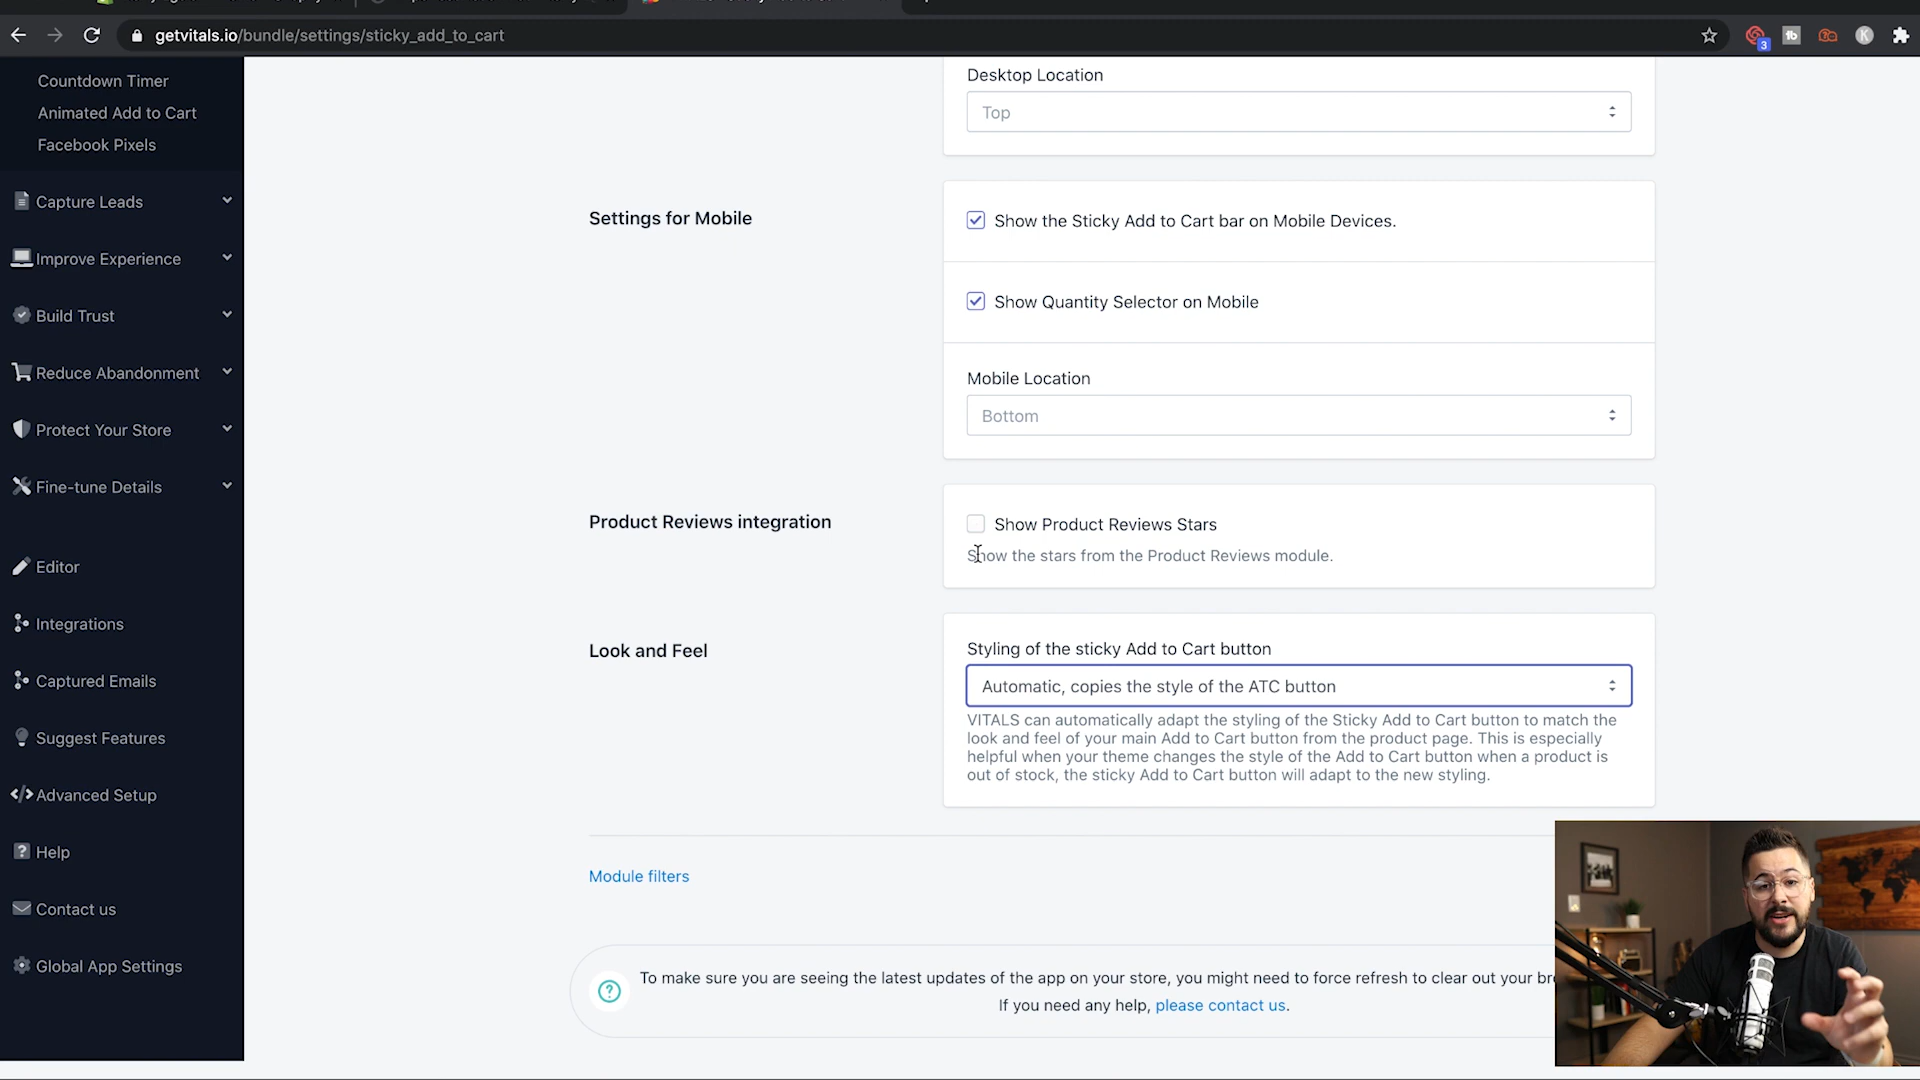 getvitals.io/bundle/settings/sticky_add_to_cart
3
tb
K
Countdown Timer
Animated Add to Cart
Facebook Pixels
Capture Leads
Improve Experience
Build Trust
Reduce Abandonment
Protect Your Store
Fine-tune Details
Editor
Integrations
Captured Emails
Suggest Features
Advanced Setup
Help
Contact us
Global App Settings
Desktop Location
Top
Settings for Mobile
Show the Sticky Add to Cart bar on Mobile Devices.
Show Quantity Selector on Mobile
Mobile Location
Bottom
Product Reviews integration
Show Product Reviews Stars
Show the stars from the Product Reviews module.
Look and Feel
Styling of the sticky Add to Cart button
Automatic, copies the style of the ATC button
VITALS can automatically adapt the styling of the Sticky Add to Cart button to match the
look and feel of your main Add to Cart button from the product page. This is especially
helpful when your theme changes the style of the Add to Cart button when a product is
out of stock, the sticky Add to Cart button will adapt to the new styling.
Module filters
To make sure you are seeing the latest updates of the app on your store, you might need to force refresh to clear out your
If you need any help, please contact us.